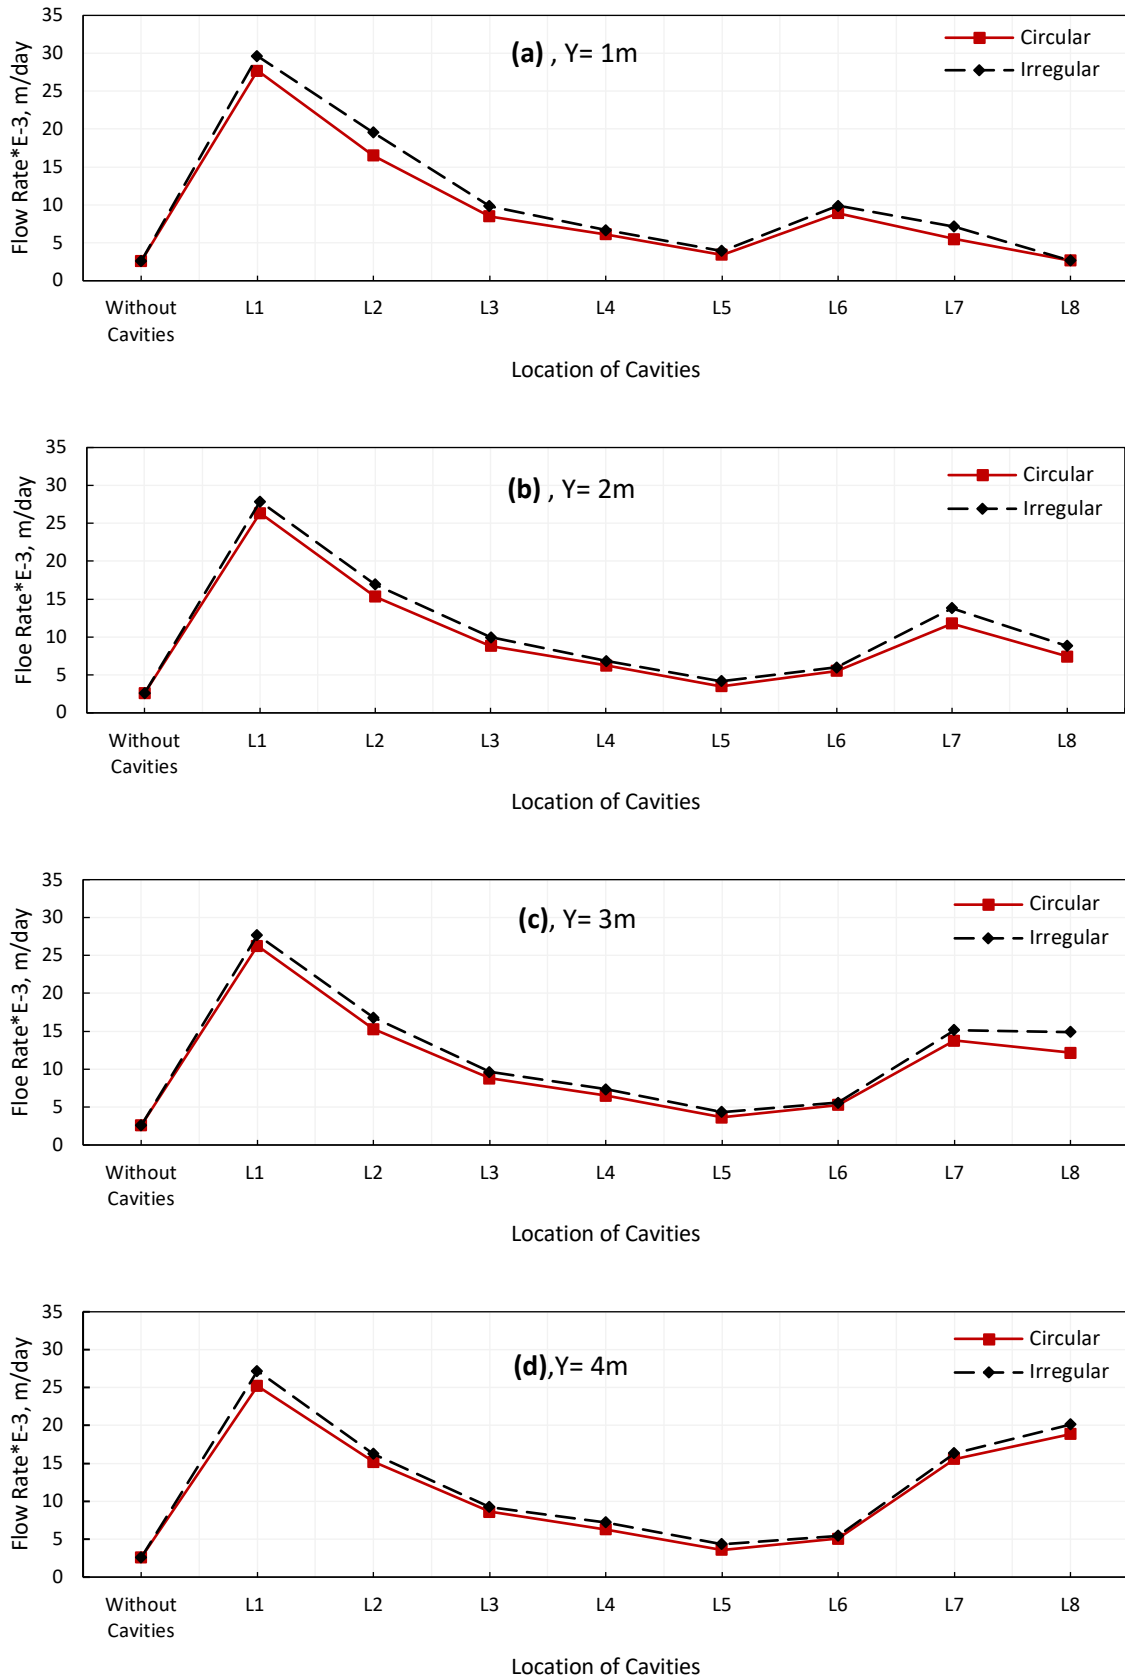 35
30
25
20
15
10
5
0
Flow Rate*E-3, m/day
(a) , Y= 1m
Circular
Irregular
Without Cavities L1 L2 L3 L4 L5 L6 L7 L8
Location of Cavities
35
30
25
20
15
10
5
0
Floe Rate*E-3, m/day
(b) , Y= 2m
Circular
Irregular
Without Cavities L1 L2 L3 L4 L5 L6 L7 L8
Location of Cavities
35
30
25
20
15
10
5
0
Floe Rate*E-3, m/day
(c), Y= 3m
Circular
Irregular
Without Cavities L1 L2 L3 L4 L5 L6 L7 L8
Location of Cavities
35
30
25
20
15
10
5
0
Flow Rate*E-3, m/day
(d),Y= 4m
Circular
Irregular
Without Cavities L1 L2 L3 L4 L5 L6 L7 L8
Location of Cavities